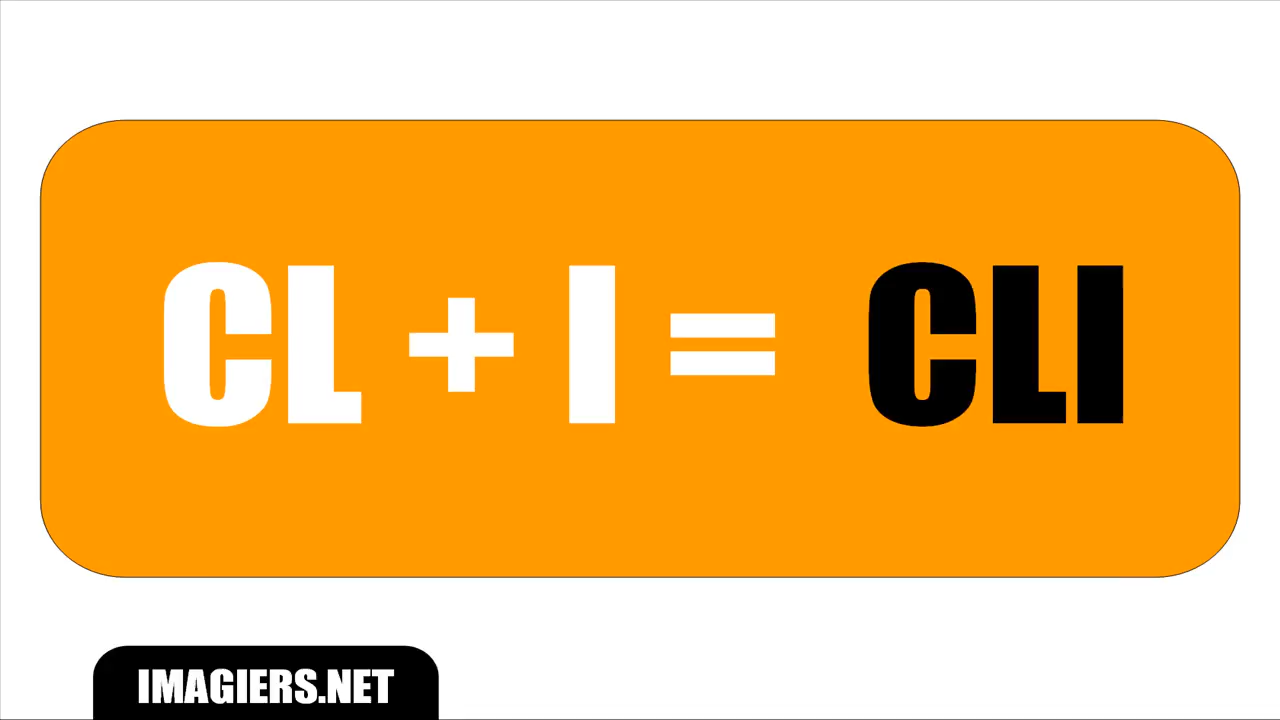 CL + I = CLI
IMAGIERS.NET